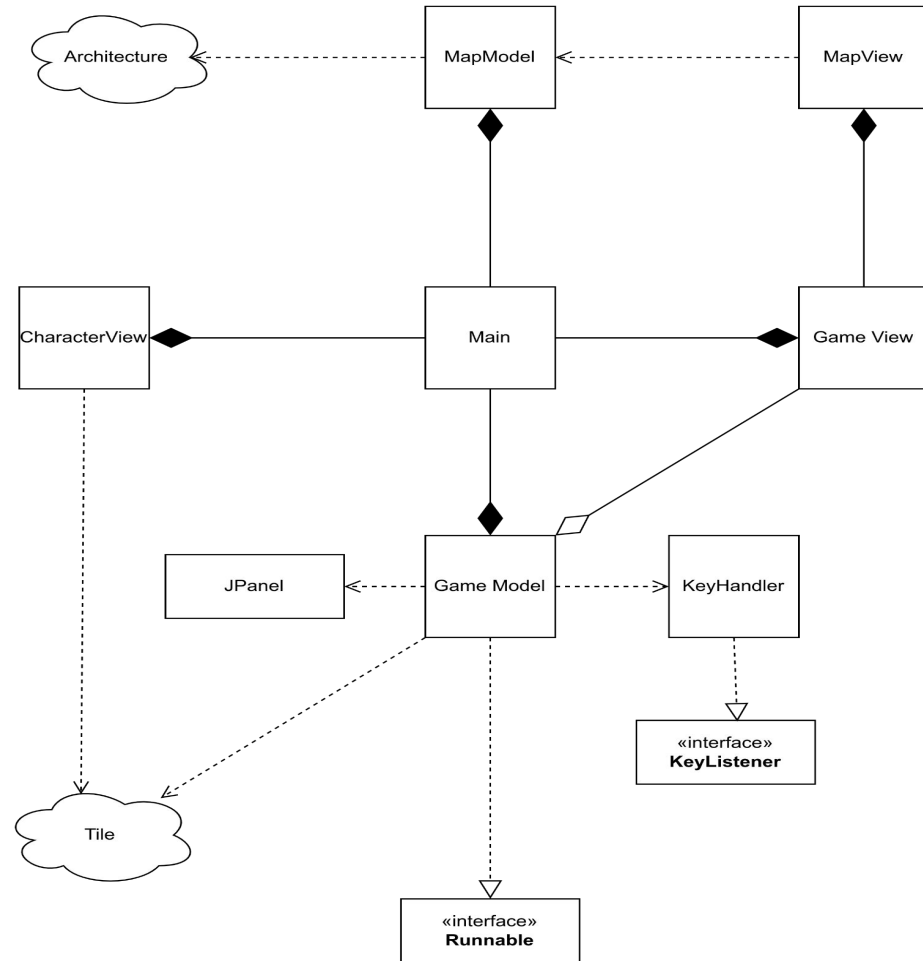 Architecture
MapModel
MapView
CharacterView
Main
Game View
JPanel
Game Model
KeyHandler
«interface»
KeyListener
Tile
«interface»
Runnable